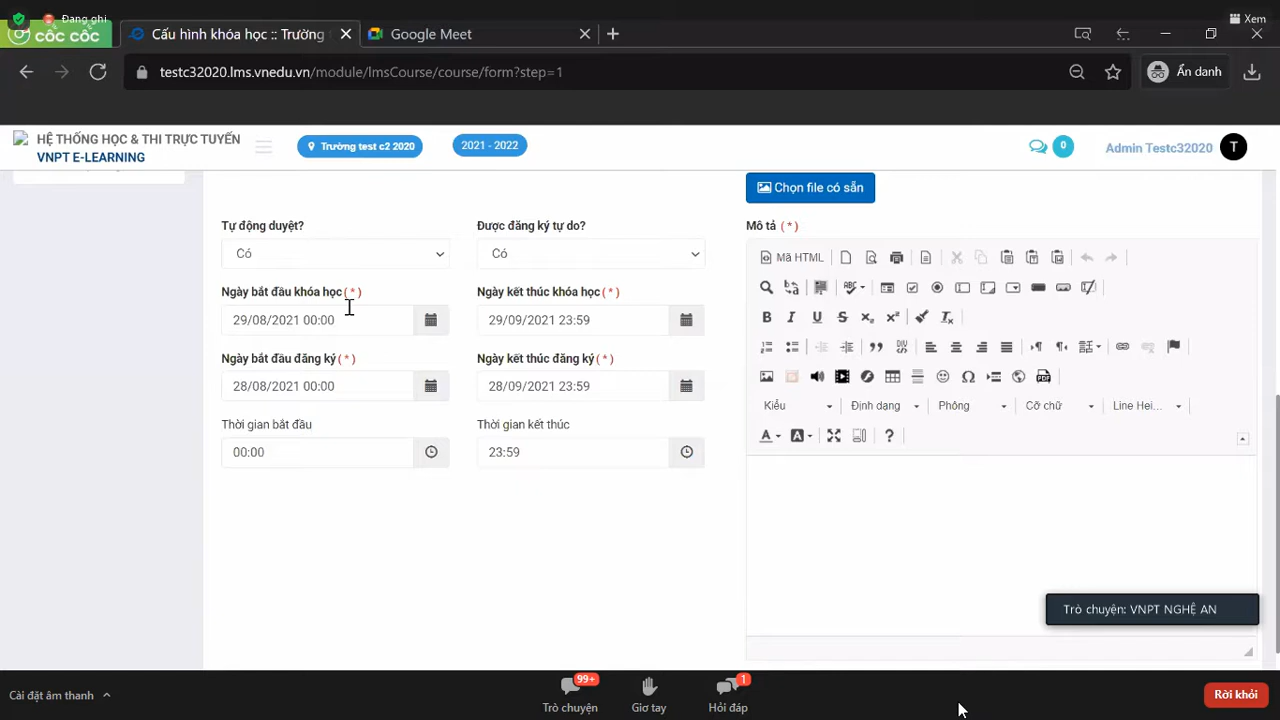 Đang ghi
Xem
CỐC CỐC
Cấu hình khóa học :: Trường
Google Meet
testc32020.lms.vnedu.vn/module/lmsCourse/course/form?step=1
Ẩn danh
HỆ THỐNG HỌC & THI TRỰC TUYẾN
VNPT E-LEARNING
Trường test c2 2020
2021 - 2022
0
Admin Testc32020
T
Chọn file có sẵn
Tự động duyệt?
Được đăng ký tự do?
Mô tả (*)
Có
Có
Mã HTML
Ngày bắt đầu khóa học(*)
Ngày kết thúc khóa học(*)
29/08/2021 00:00
29/09/2021 23:59
Ngày bắt đầu đăng ký(*)
Ngày kết thúc đăng ký(*)
28/08/2021 00:00
28/09/2021 23:59
Kiểu
Định dạng
Phông
Cỡ chữ
Line Hei...
Thời gian bắt đầu
Thời gian kết thúc
00:00
23:59
Trò chuyện: VNPT NGHỆ AN
Cài đặt âm thanh
99+
Trò chuyện
Giơ tay
1
Hỏi đáp
Rời khỏi